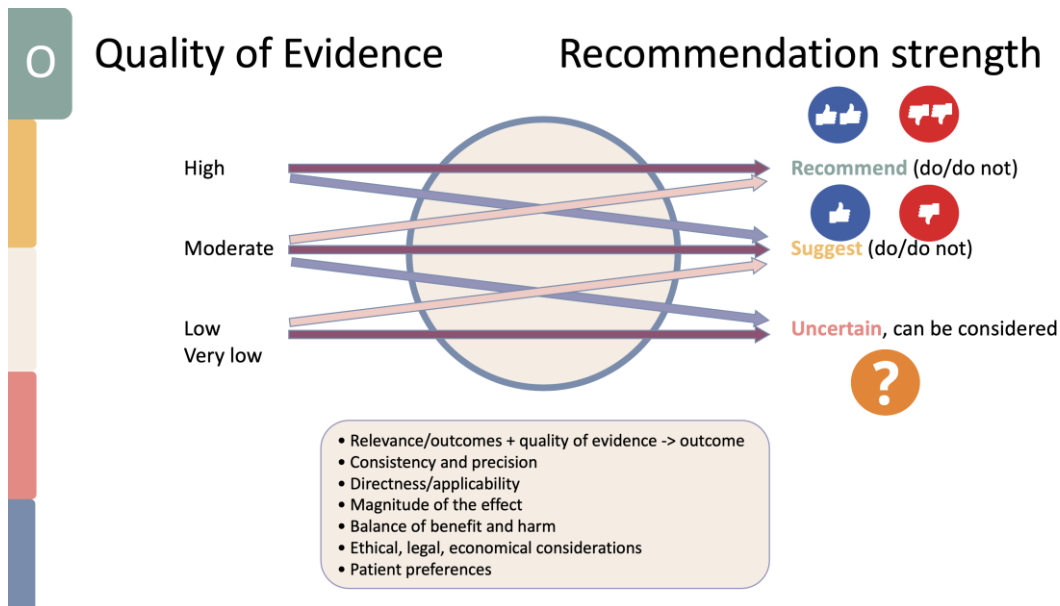 O
Quality of Evidence
Recommendation strength
High
Recommend (do/do not)
Moderate
Suggest (do/do not)
Low
Very low
Uncertain, can be considered
?
• Relevance/outcomes + quality of evidence -> outcome
• Consistency and precision
• Directness/applicability
• Magnitude of the effect
• Balance of benefit and harm
• Ethical, legal, economical considerations
• Patient preferences